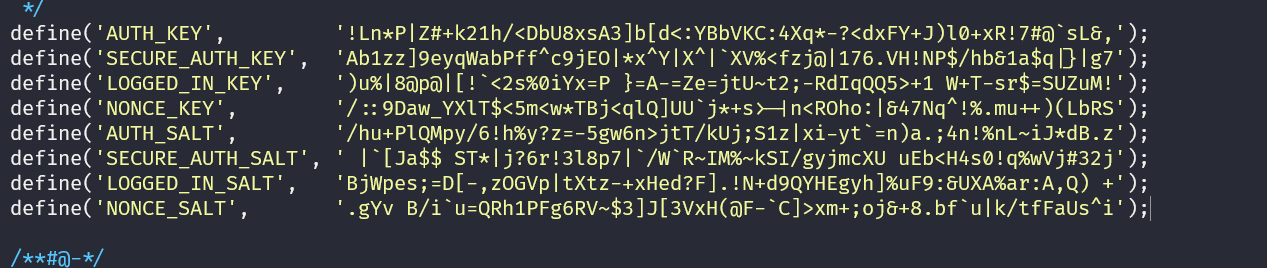 */
define('AUTH_KEY',         '!Ln*P|Z#+k21h/<DbU8xsA3]b[d<:YBbVKC:4Xq*-?<dxFY+J)l0+xR!7#@`sL&,');
define('SECURE_AUTH_KEY',  'Ab1zz]9eyqWabPff^c9jEO|*x^Y|X^|`XV%<fzj@|176.VH!NP$/hb&1a$q|}|g7');
define('LOGGED_IN_KEY',    ')u%|8@p@|[!`<2s%0iYx=P }=A-=Ze=jtU~t2;-RdIqQQ5>+1 W+T-sr$=SUZuM!');
define('NONCE_KEY',        '/::9Daw_YXlT$<5m<w*TBj<qlQ]UU`j*+s>-|n<ROho:|&47Nq^!%.mu++)(LbRS');
define('AUTH_SALT',        '/hu+PlQMpy/6!h%y?z=-5gw6n>jtT/kUj;S1z|xi-yt`=n)a.;4n!%nL~iJ*dB.z');
define('SECURE_AUTH_SALT', ' |`[Ja$$ ST*|j?6r!3l8p7|`/W`R~IM%~kSI/gyjmcXU uEb<H4s0!q%wVj#32j');
define('LOGGED_IN_SALT',   'BjWpes;=D[-,zOGVp|tXtz-+xHed?F].!N+d9QYHEgyh]%uF9:&UXA%ar:A,Q) +');
define('NONCE_SALT',       '.gYv B/i`u=QRh1PFg6RV~$3]J[3VxH(@F-`C]>xm+;oj&+8.bf`u|k/tfFaUs^i');
/**#@-*/